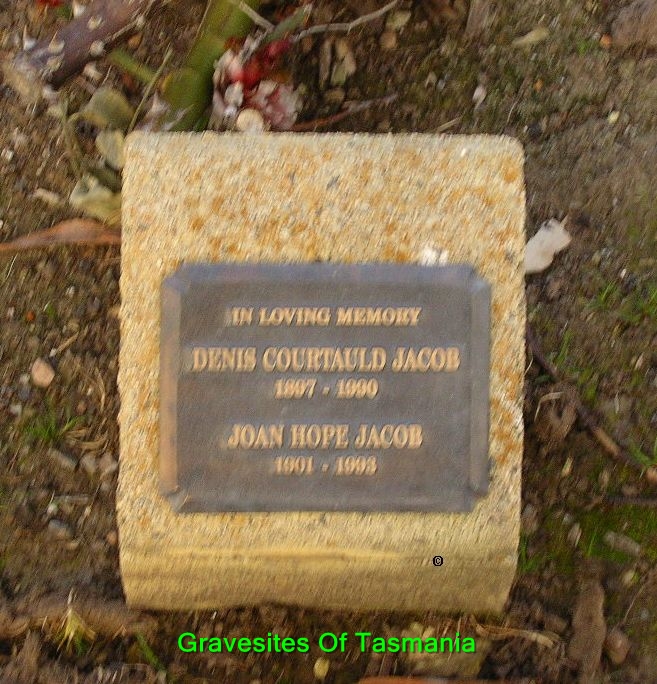 IN LOVING MEMORY
DENIS COURTAULD JACOB
1897 - 1990
JOAN HOPE JACOB
1901 - 1993
©
Gravesites Of Tasmania